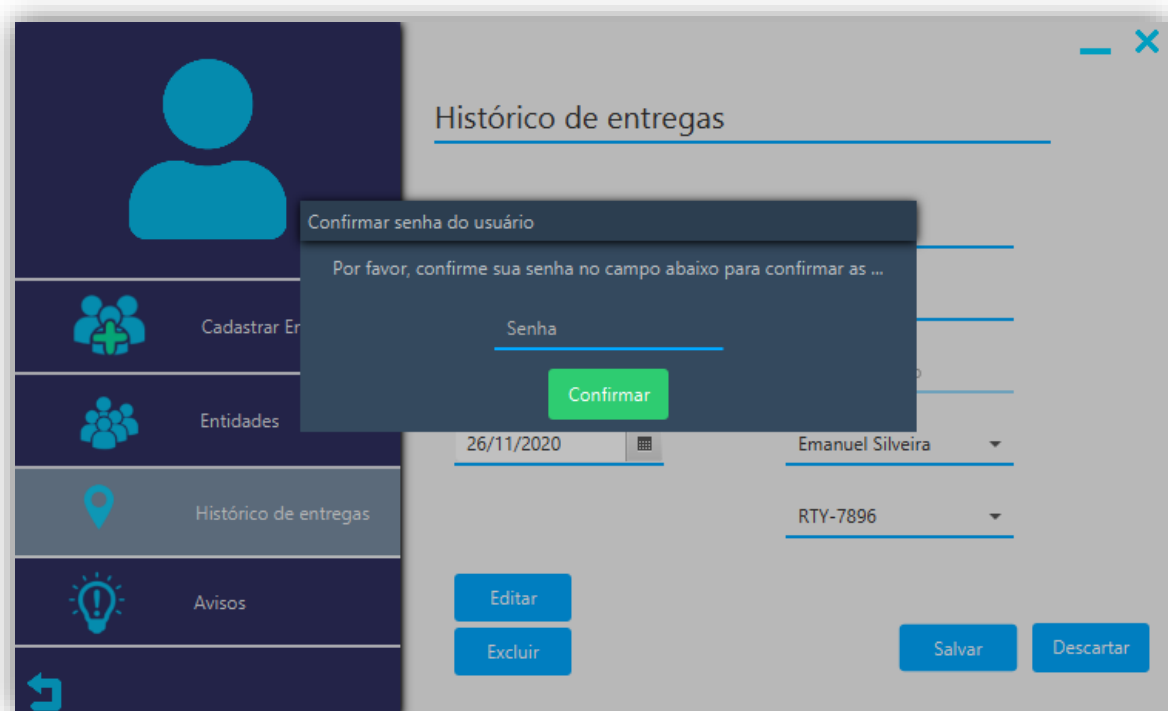 Histórico de entregas
Confirmar senha do usuário
Por favor, confirme sua senha no campo abaixo para confirmar as ...
Senha
Confirmar
Cadastrar
Entidades
Histórico de entregas
Avisos
26/11/2020
Emanuel Silveira
RTY-7896
Editar
Excluir
Salvar
Descartar